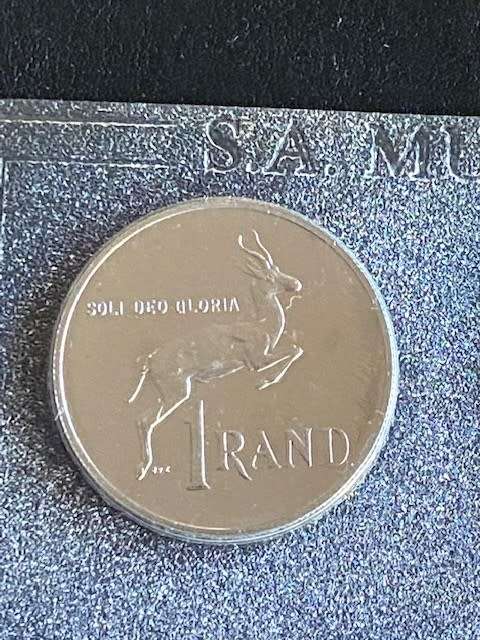 S.A. MU
SOLI DEO GLORIA
1 RAND